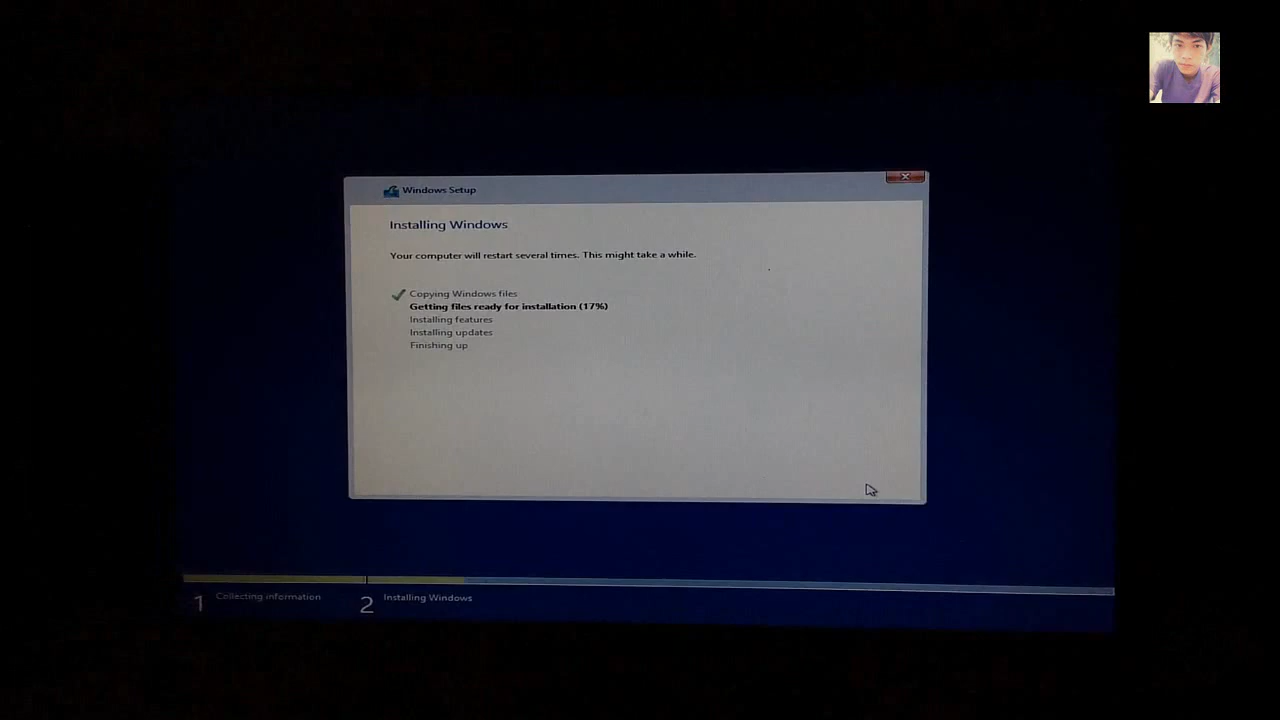 Windows Setup
Installing Windows
Your computer will restart several times. This might take a while.
Copying Windows files
Getting files ready for installation (17%)
Installing features
Installing updates
Finishing up
1 Collecting information
2 Installing Windows